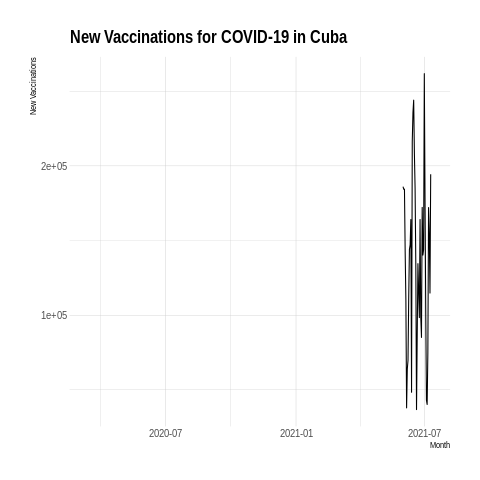 New Vaccinations for COVID-19 in Cuba
New Vaccinations
2e+05
1e+05
2020-07
2021-01
2021-07
Month